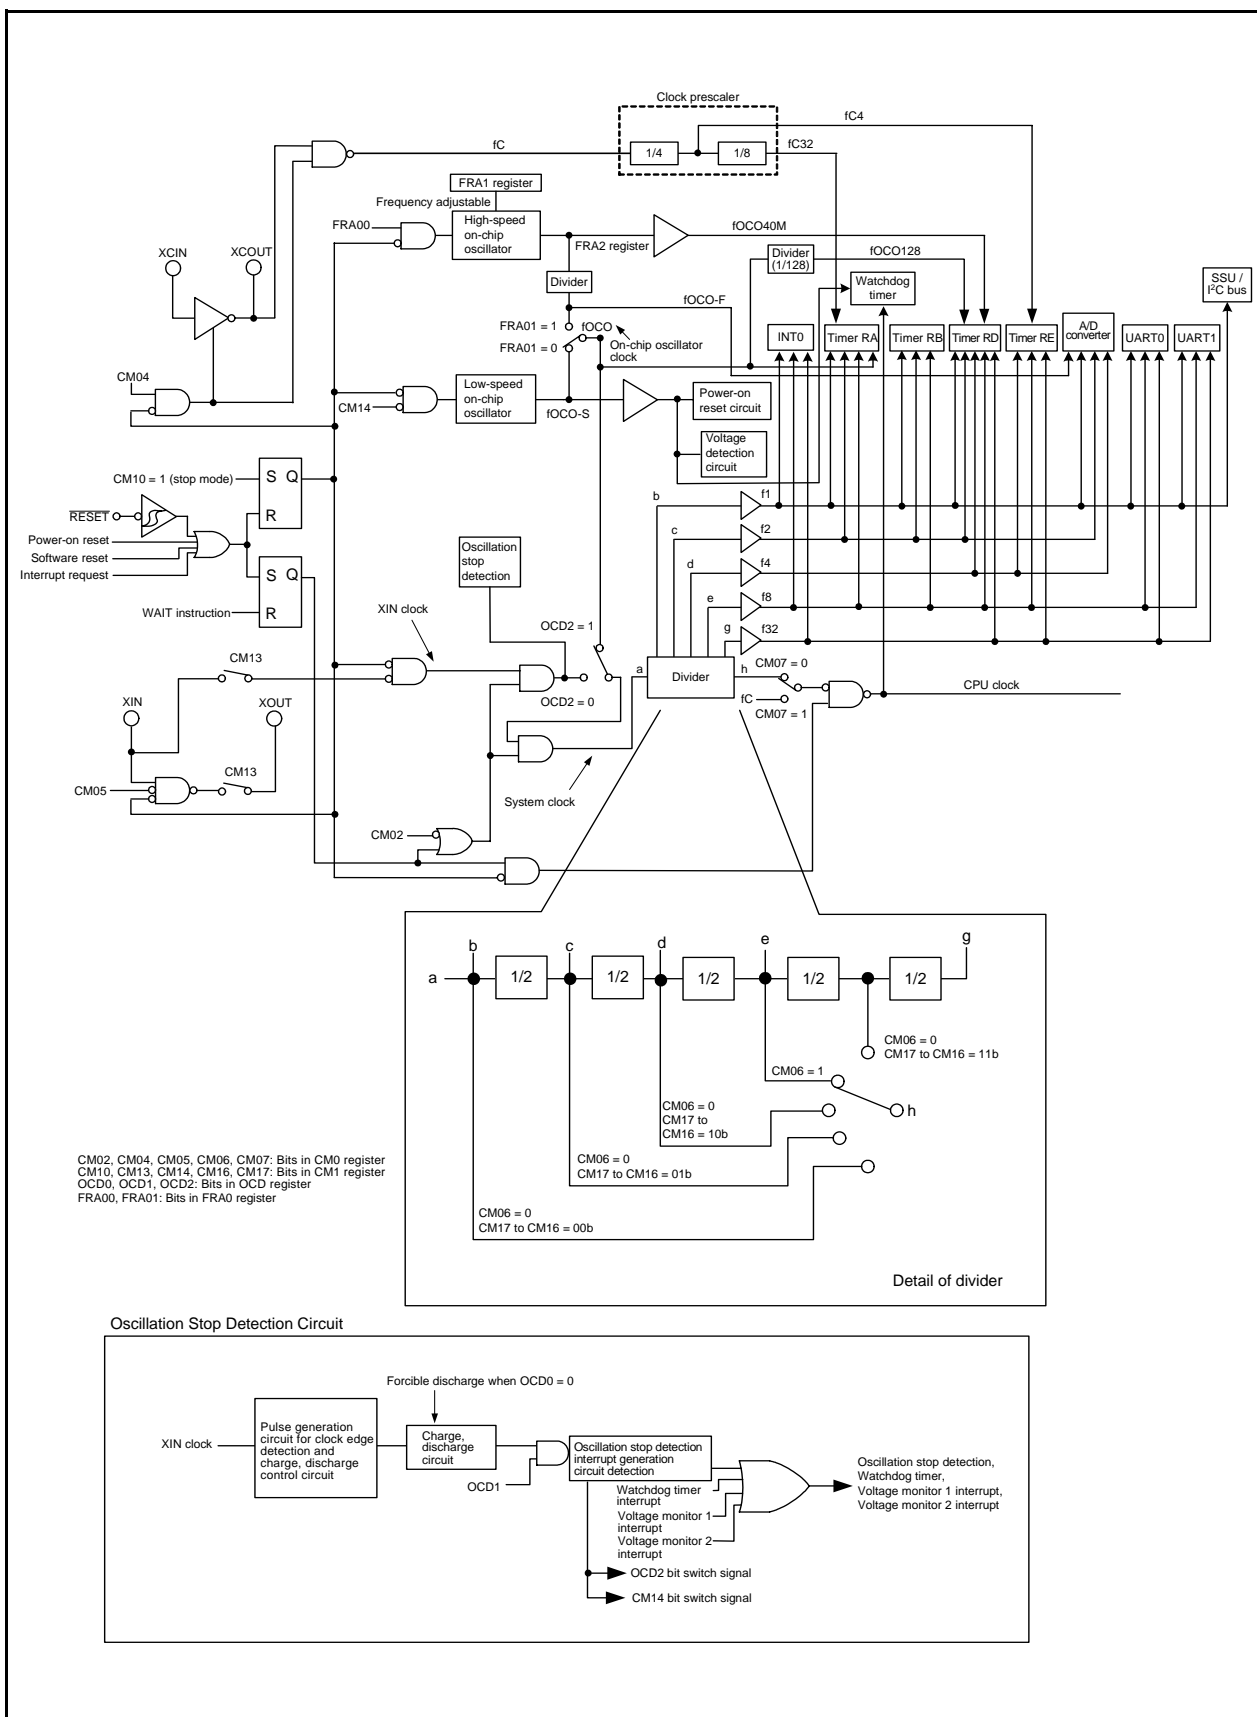 Clock prescaler
fC4
fC
1/4
1/8
fC32
FRA1 register
Frequency adjustable
FRA00
High-speed
on-chip
oscillator
FRA2 register
fOCO40M
XCIN
XCOUT
Divider
(1/128)
fOCO128
Divider
Watchdog
timer
SSU /
I²C bus
fOCO-F
FRA01 = 1
fOCO
FRA01 = 0
On-chip oscillator
clock
INT0
Timer RA
Timer RB
Timer RD
Timer RE
A/D
converter
UART0
UART1
CM04
CM14
Low-speed
on-chip
oscillator
fOCO-S
Power-on
reset circuit
Voltage
detection
circuit
CM10 = 1 (stop mode)
S Q
R
RESET
Power-on reset
Software reset
Interrupt request
S Q
R
WAIT instruction
b
f1
c
f2
d
f4
e
f8
g
f32
Oscillation
stop
detection
XIN clock
OCD2 = 1
OCD2 = 0
a
Divider
h
CM07 = 0
fC
CM07 = 1
CPU clock
CM13
XIN
XOUT
CM13
CM05
System clock
CM02
b
c
d
e
g
a
1/2
1/2
1/2
1/2
1/2
CM06 = 0
CM17 to CM16 = 11b
CM06 = 1
h
CM06 = 0
CM17 to
CM16 = 10b
CM06 = 0
CM17 to CM16 = 01b
CM06 = 0
CM17 to CM16 = 00b
Detail of divider
CM02, CM04, CM05, CM06, CM07: Bits in CM0 register
CM10, CM13, CM14, CM16, CM17: Bits in CM1 register
OCD0, OCD1, OCD2: Bits in OCD register
FRA00, FRA01: Bits in FRA0 register
Oscillation Stop Detection Circuit
Forcible discharge when OCD0 = 0
XIN clock
Pulse generation
circuit for clock edge
detection and
charge, discharge
control circuit
Charge,
discharge
circuit
OCD1
Oscillation stop detection
interrupt generation
circuit detection
Watchdog timer
interrupt
Voltage monitor 1
interrupt
Voltage monitor 2
interrupt
Oscillation stop detection,
Watchdog timer,
Voltage monitor 1 interrupt,
Voltage monitor 2 interrupt
OCD2 bit switch signal
CM14 bit switch signal